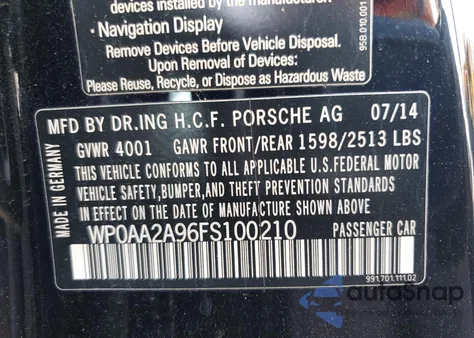 devices installed by the manufacturer
· Navigation Display
Remove Devices Before Vehicle Disposal.
Upon Removal of Devices:
Please Reuse, Recycle, or Dispose as Hazardous Waste
95B.010.001
MFD BY DR.ING H.C.F. PORSCHE AG 07/14
GVWR 4001 GAWR FRONT/REAR 1598/2513 LBS
THIS VEHICLE CONFORMS TO ALL APPLICABLE U.S.FEDERAL MOTOR
VEHICLE SAFETY,BUMPER,AND THEFT PREVENTION STANDARDS IN
EFFECT ON THE DATE OF MANUFACTURE SHOWN ABOVE.
WP0AA2A96FS100210 PASSENGER CAR
MADE IN GERMANY
991.701.111.02
autoSnap